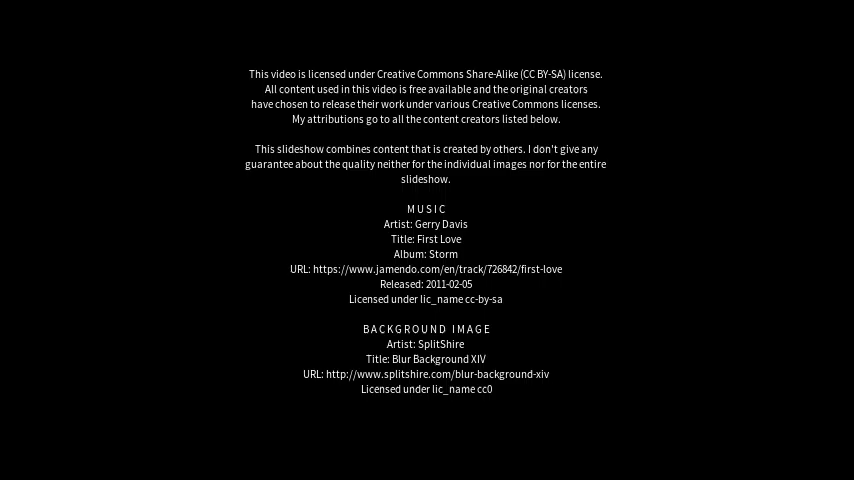 This video is licensed under Creative Commons Share-Alike (CC BY-SA) license.
All content used in this video is free available and the original creators
have chosen to release their work under various Creative Commons licenses.
My attributions go to all the content creators listed below.
This slideshow combines content that is created by others. I don't give any
guarantee about the quality neither for the individual images nor for the entire
slideshow.
MUSIC
Artist: Gerry Davis
Title: First Love
Album: Storm
URL: https://www.jamendo.com/en/track/726842/first-love
Released: 2011-02-05
Licensed under lic_name cc-by-sa
BACKGROUND IMAGE
Artist: SplitShire
Title: Blur Background XIV
URL: http://www.splitshire.com/blur-background-xiv
Licensed under lic_name cc0